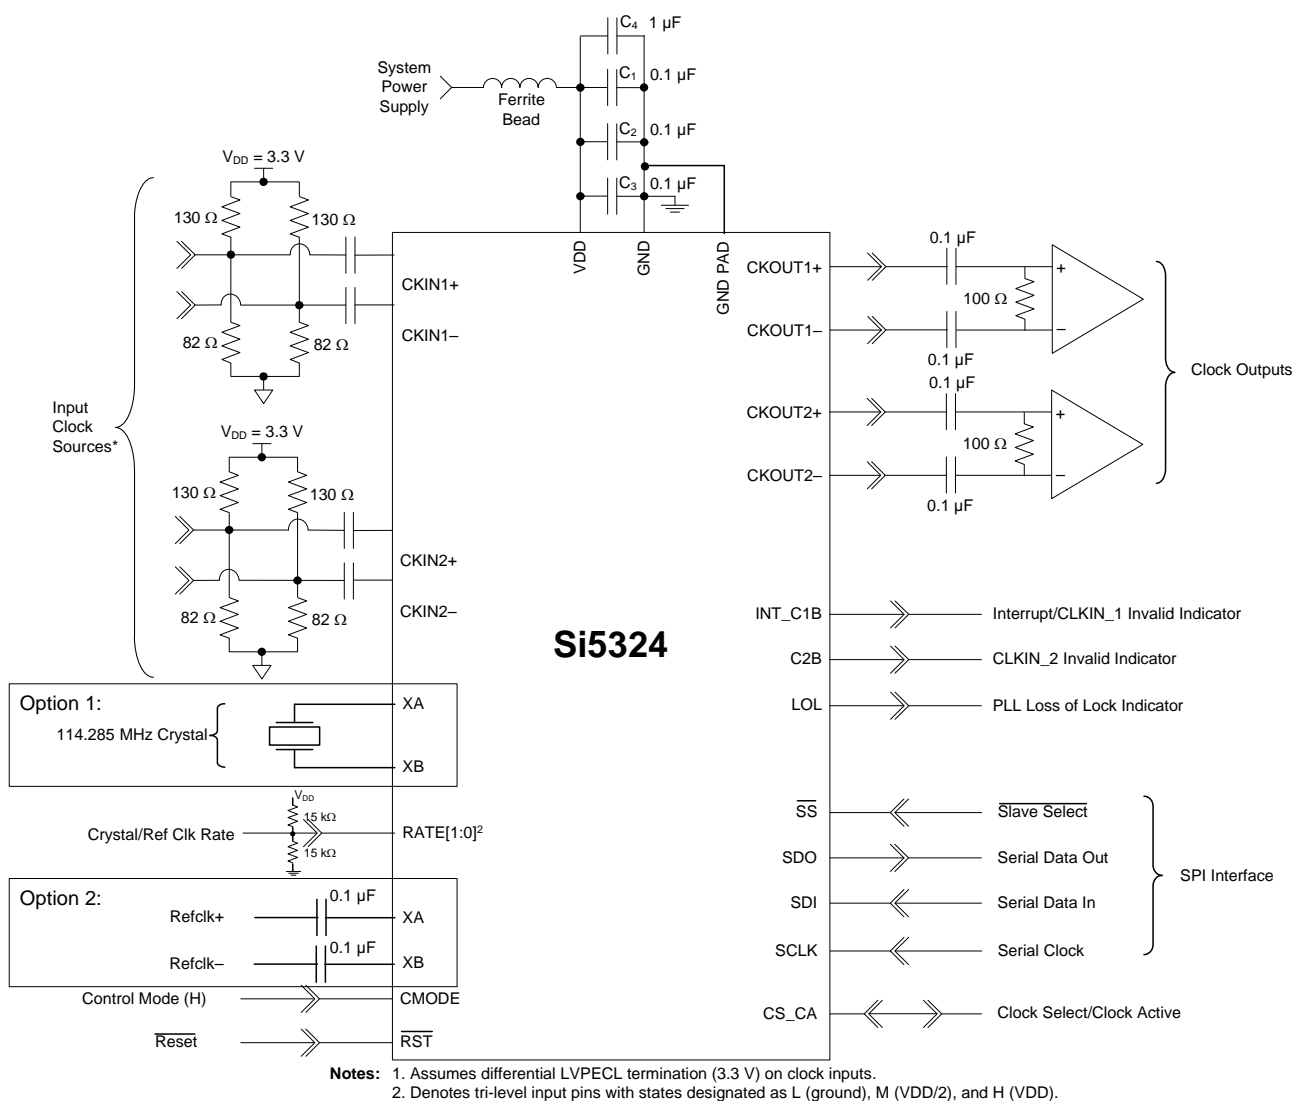 C4 1 µF
System
Power
Supply
Ferrite
Bead
C1 0.1 µF
C2 0.1 µF
C3 0.1 µF
VDD = 3.3 V
130 Ω
130 Ω
82 Ω
82 Ω
Input
Clock
Sources*
VDD = 3.3 V
130 Ω
130 Ω
82 Ω
82 Ω
VDD
GND
GND PAD
CKIN1+
CKIN1–
CKIN2+
CKIN2–
Si5324
CKOUT1+
CKOUT1–
CKOUT2+
CKOUT2–
0.1 µF
100 Ω
+
–
0.1 µF
0.1 µF
100 Ω
+
–
0.1 µF
Clock Outputs
INT_C1B
Interrupt/CLKIN_1 Invalid Indicator
C2B
CLKIN_2 Invalid Indicator
LOL
PLL Loss of Lock Indicator
Option 1:
114.285 MHz Crystal
XA
XB
VDD
15 kΩ
Crystal/Ref Clk Rate
15 kΩ
RATE[1:0]2
Option 2:
0.1 µF
Refclk+
XA
0.1 µF
Refclk–
XB
Control Mode (H)
CMODE
Reset
RST
SS
Slave Select
SDO
Serial Data Out
SDI
Serial Data In
SCLK
Serial Clock
SPI Interface
CS_CA
Clock Select/Clock Active
Notes: 1. Assumes differential LVPECL termination (3.3 V) on clock inputs.
2. Denotes tri-level input pins with states designated as L (ground), M (VDD/2), and H (VDD).